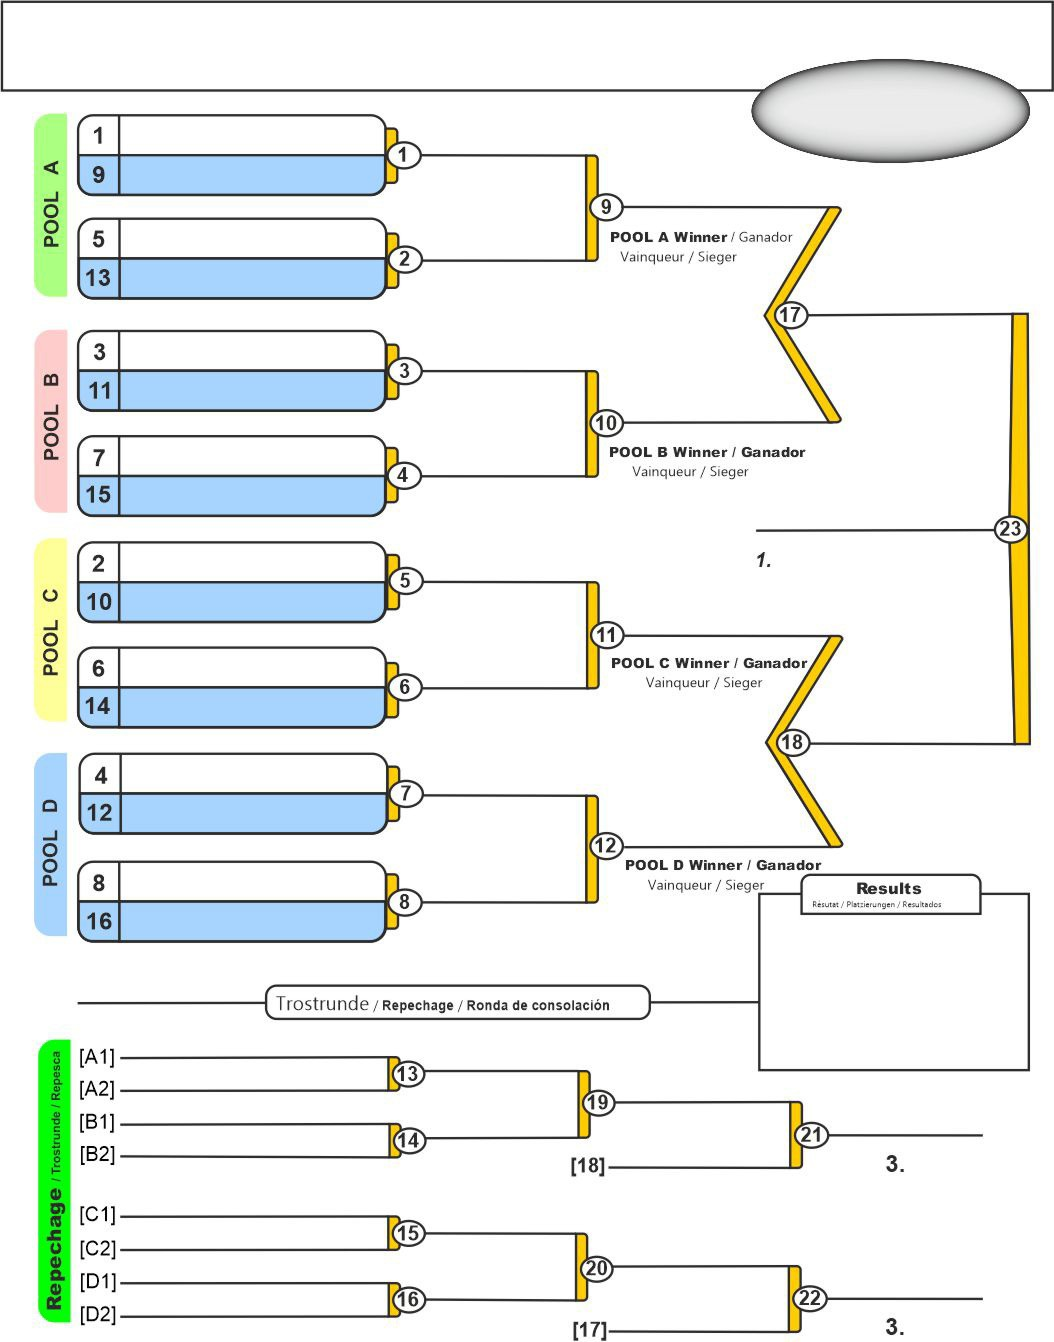 POOL A
1
9
1
5
13
2
9
POOL A Winner / Ganador
Vainqueur / Sieger
17
POOL B
3
11
3
7
15
4
10
POOL B Winner / Ganador
Vainqueur / Sieger
23
1.
POOL C
2
10
5
6
14
6
11
POOL C Winner / Ganador
Vainqueur / Sieger
18
POOL D
4
12
7
8
16
8
12
POOL D Winner / Ganador
Vainqueur / Sieger
Results
Résutat / Platzierungen / Resultados
Trostrunde / Repechage / Ronda de consolación
Repechage / Trostrunde / Repesca
[A1]
[A2]
13
[B1]
[B2]
14
19
[18]
21
3.
[C1]
[C2]
15
[D1]
[D2]
16
20
[17]
22
3.